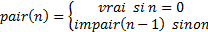 pair(n) = { vrai si n = 0
impair(n − 1) sinon